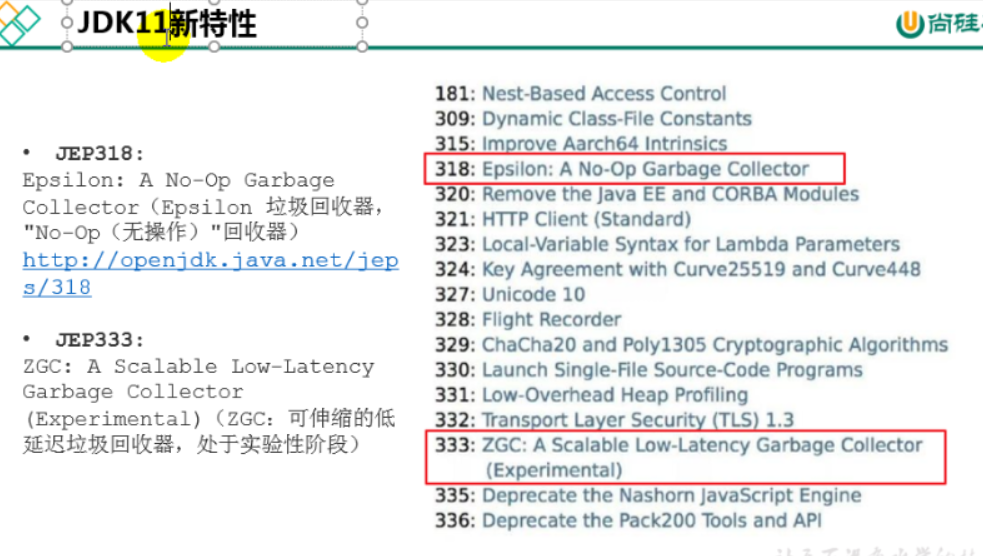 JDK11新特性
尚硅
• JEP318:
Epsilon: A No-Op Garbage
Collector（Epsilon 垃圾回收器，
"No-Op（无操作）"回收器）
http://openjdk.java.net/jep
s/318
• JEP333:
ZGC: A Scalable Low-Latency
Garbage Collector
(Experimental)（ZGC：可伸缩的低
延迟垃圾回收器，处于实验性阶段）
181: Nest-Based Access Control
309: Dynamic Class-File Constants
315: Improve Aarch64 Intrinsics
318: Epsilon: A No-Op Garbage Collector
320: Remove the Java EE and CORBA Modules
321: HTTP Client (Standard)
323: Local-Variable Syntax for Lambda Parameters
324: Key Agreement with Curve25519 and Curve448
327: Unicode 10
328: Flight Recorder
329: ChaCha20 and Poly1305 Cryptographic Algorithms
330: Launch Single-File Source-Code Programs
331: Low-Overhead Heap Profiling
332: Transport Layer Security (TLS) 1.3
333: ZGC: A Scalable Low-Latency Garbage Collector
(Experimental)
335: Deprecate the Nashorn JavaScript Engine
336: Deprecate the Pack200 Tools and API